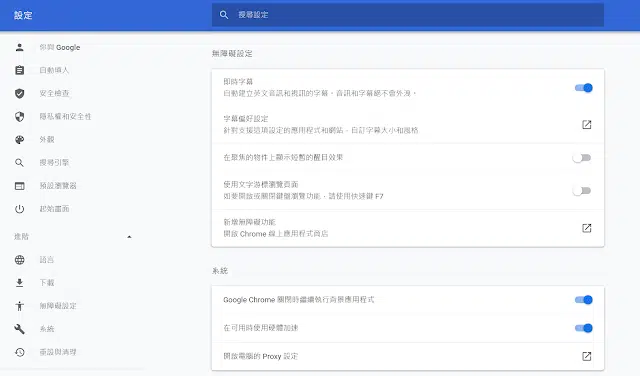 設定
搜尋設定
你與 Google
自動填入
安全檢查
隱私權和安全性
外觀
搜尋引擎
預設瀏覽器
起始畫面
進階
語言
下載
無障礙設定
系統
重設與清理
無障礙設定
即時字幕
自動建立英文音訊和視訊的字幕。音訊和字幕絕不會外洩。
字幕偏好設定
針對支援這項設定的應用程式和網站，自訂字幕大小和風格
在聚焦的物件上顯示短暫的醒目效果
使用文字游標瀏覽頁面
如要開啟或關閉鍵盤瀏覽功能，請使用快速鍵 F7
新增無障礙功能
開啟 Chrome 線上應用程式商店
系統
Google Chrome 關閉時繼續執行背景應用程式
在可用時使用硬體加速
開啟電腦的 Proxy 設定